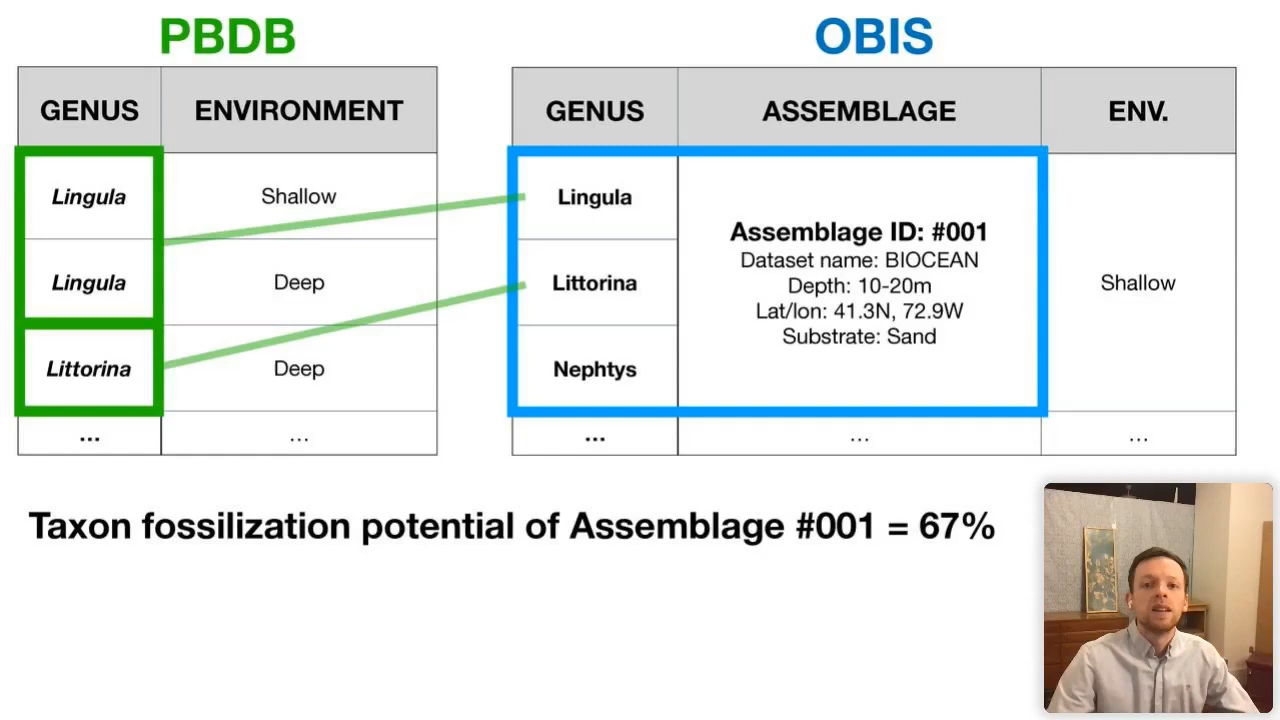 PBDB
GENUS ENVIRONMENT
Lingula Shallow
Lingula Deep
Littorina Deep
... ...
OBIS
GENUS ASSEMBLAGE ENV.
Lingula
Littorina
Nephtys
Assemblage ID: #001
Dataset name: BIOCEAN
Depth: 10-20m
Lat/lon: 41.3N, 72.9W
Substrate: Sand
Shallow
... ... ...
Taxon fossilization potential of Assemblage #001 = 67%